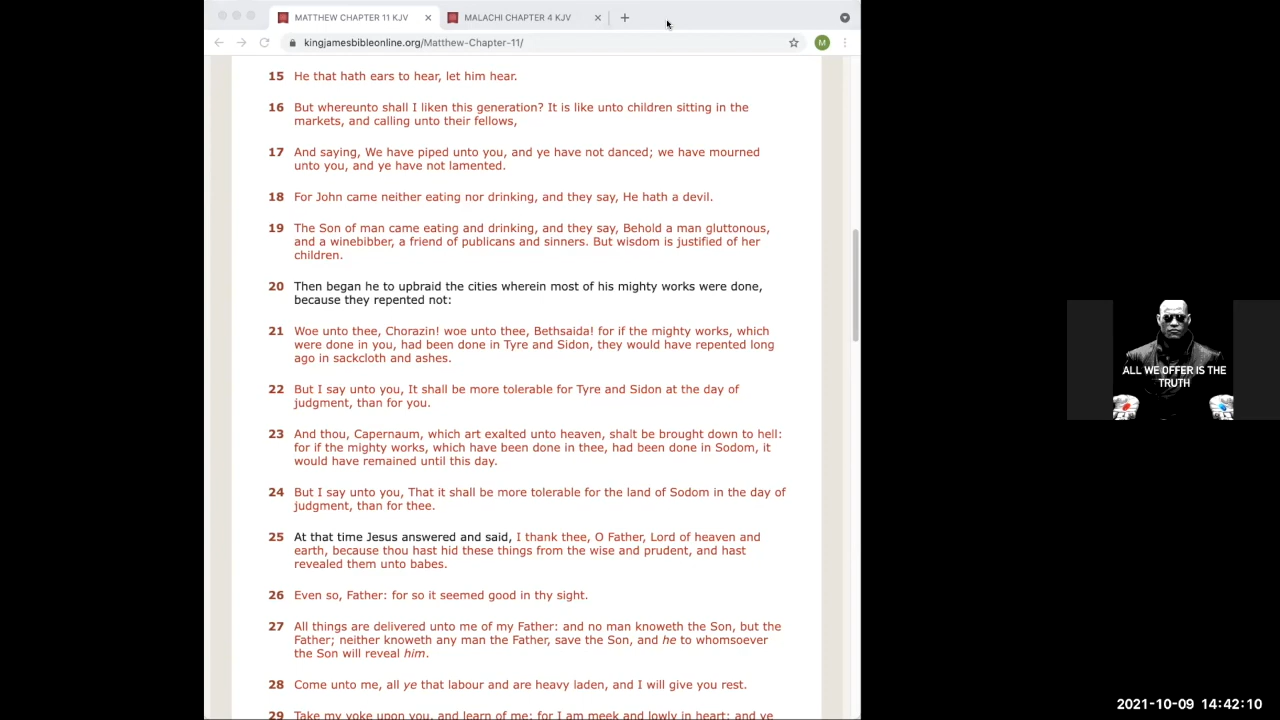 MATTHEW CHAPTER 11 KJV
MALACHI CHAPTER 4 KJV
kingjamesbibleonline.org/Matthew-Chapter-11/
M
15 He that hath ears to hear, let him hear.
16 But whereunto shall I liken this generation? It is like unto children sitting in the
markets, and calling unto their fellows,
17 And saying, We have piped unto you, and ye have not danced; we have mourned
unto you, and ye have not lamented.
18 For John came neither eating nor drinking, and they say, He hath a devil.
19 The Son of man came eating and drinking, and they say, Behold a man gluttonous,
and a winebibber, a friend of publicans and sinners. But wisdom is justified of her
children.
20 Then began he to upbraid the cities wherein most of his mighty works were done,
because they repented not:
21 Woe unto thee, Chorazin! woe unto thee, Bethsaida! for if the mighty works, which
were done in you, had been done in Tyre and Sidon, they would have repented long
ago in sackcloth and ashes.
22 But I say unto you, It shall be more tolerable for Tyre and Sidon at the day of
judgment, than for you.
23 And thou, Capernaum, which art exalted unto heaven, shalt be brought down to hell:
for if the mighty works, which have been done in thee, had been done in Sodom, it
would have remained until this day.
24 But I say unto you, That it shall be more tolerable for the land of Sodom in the day of
judgment, than for thee.
25 At that time Jesus answered and said, I thank thee, O Father, Lord of heaven and
earth, because thou hast hid these things from the wise and prudent, and hast
revealed them unto babes.
26 Even so, Father: for so it seemed good in thy sight.
27 All things are delivered unto me of my Father: and no man knoweth the Son, but the
Father; neither knoweth any man the Father, save the Son, and he to whomsoever
the Son will reveal him.
28 Come unto me, all ye that labour and are heavy laden, and I will give you rest.
29 Take my yoke upon you, and learn of me; for I am meek and lowly in heart: and ye
ALL WE OFFER IS THE
TRUTH
2021-10-09 14:42:10